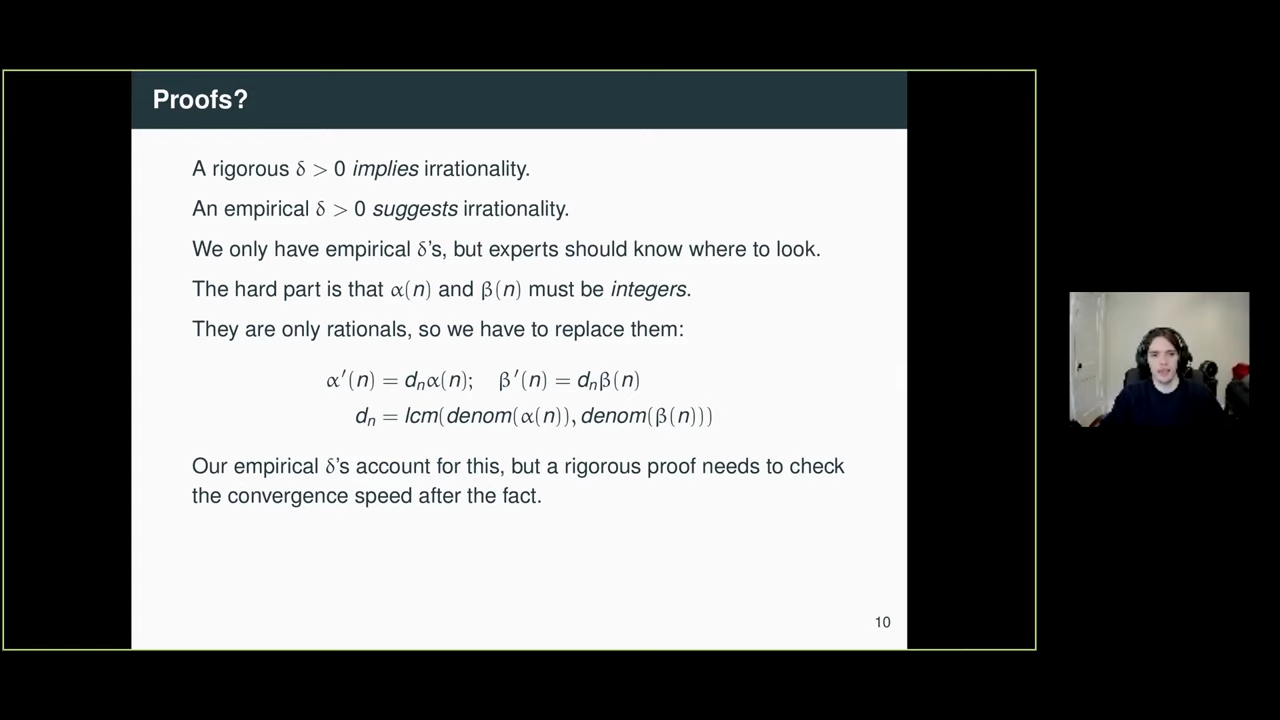 Proofs?
A rigorous δ > 0 implies irrationality.
An empirical δ > 0 suggests irrationality.
We only have empirical δ's, but experts should know where to look.
The hard part is that α(n) and β(n) must be integers.
They are only rationals, so we have to replace them:
α′(n) = dₙα(n); β′(n) = dₙβ(n)
dₙ = lcm(denom(α(n)), denom(β(n)))
Our empirical δ's account for this, but a rigorous proof needs to check
the convergence speed after the fact.
10